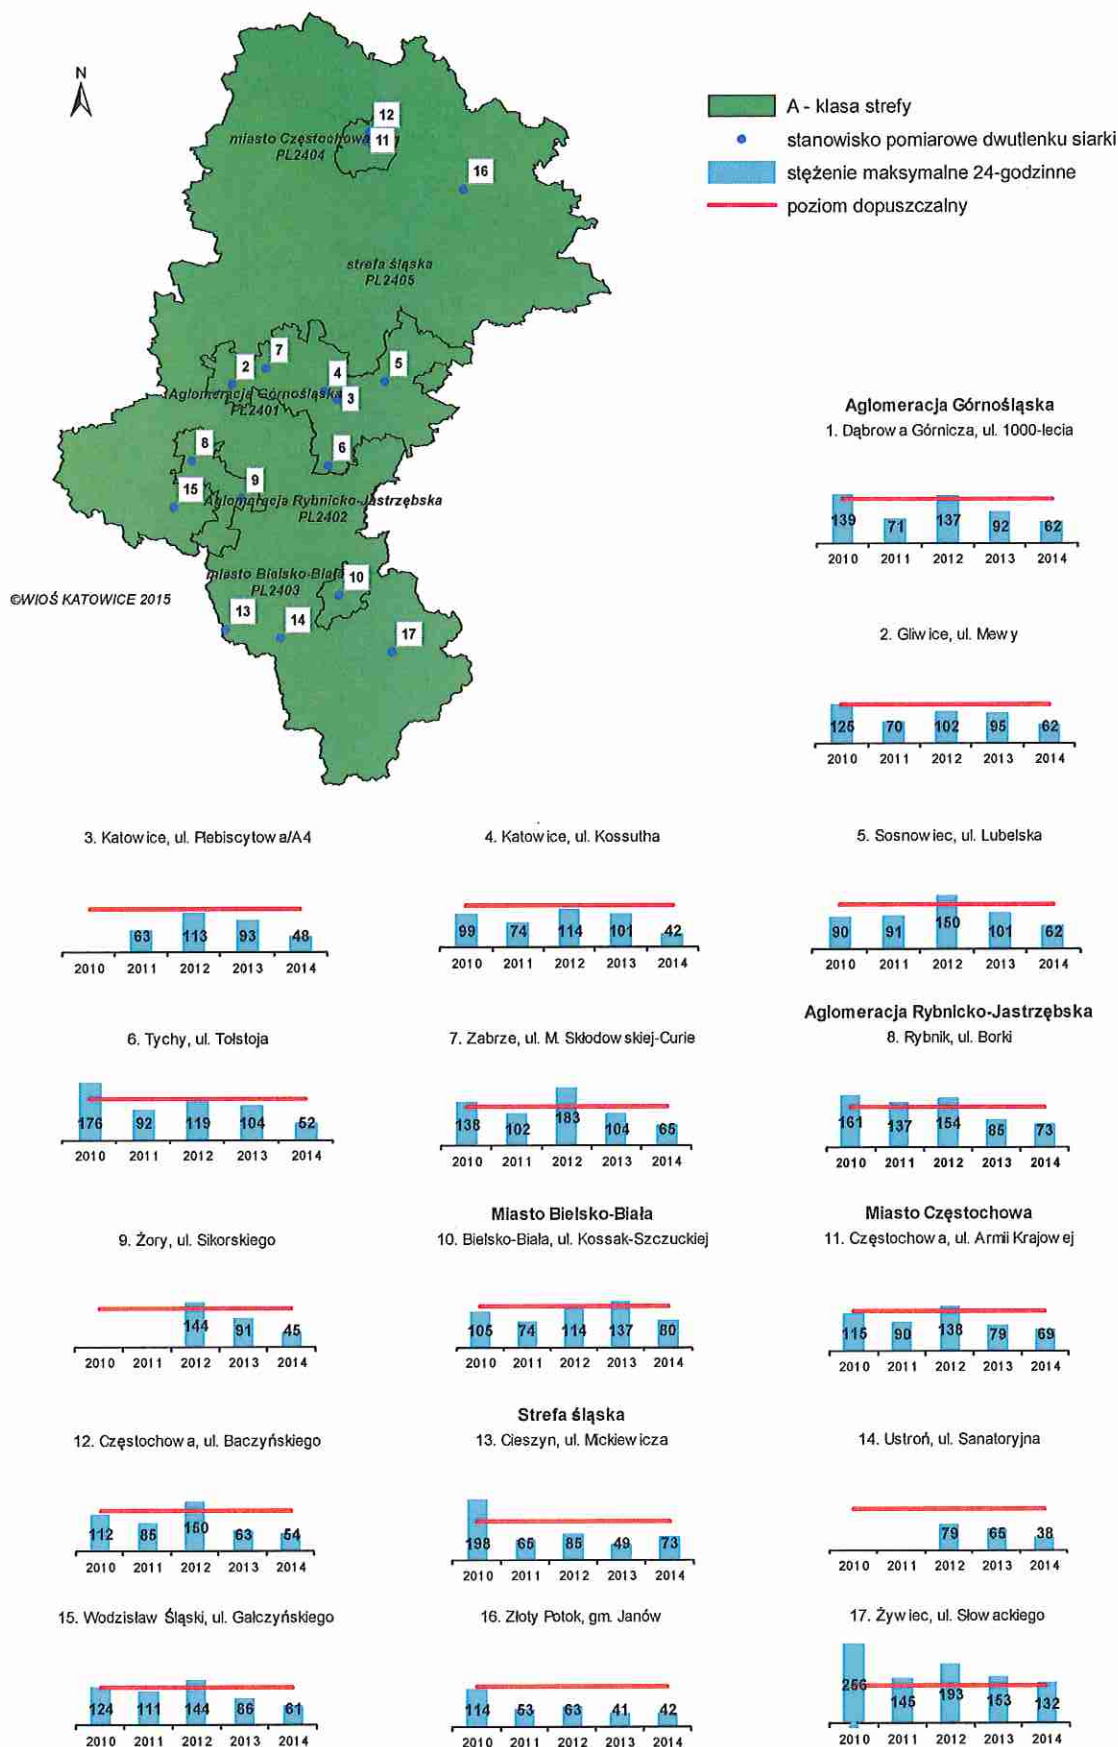 N
12
miasto Częstochowa
11
PL2404
16
strefa śląska
PL2405
7
2
4
5
Aglomeracja Górnośląska
3
PL2401
8
6
9
15
Aglomeracja Rybnicko-Jastrzębska
PL2402
miasto Bielsko-Biała
10
PL2403
13
14
17
©WIOŚ KATOWICE 2015
A - klasa strefy
stanowisko pomiarowe dwutlenku siarki
stężenie maksymalne 24-godzinne
poziom dopuszczalny
Aglomeracja Górnośląska
1. Dąbrowa Górnicza, ul. 1000-lecia
139 71 137 92 62
2010 2011 2012 2013 2014
2. Gliwice, ul. Mewy
125 70 102 95 62
2010 2011 2012 2013 2014
3. Katowice, ul. Plebiscytowa/A4
63 113 93 48
2010 2011 2012 2013 2014
4. Katowice, ul. Kossutha
99 74 114 101 42
2010 2011 2012 2013 2014
5. Sosnowiec, ul. Lubelska
90 91 150 101 62
2010 2011 2012 2013 2014
6. Tychy, ul. Tołstoja
176 92 119 104 52
2010 2011 2012 2013 2014
7. Zabrze, ul. M. Skłodowskiej-Curie
138 102 183 104 65
2010 2011 2012 2013 2014
Aglomeracja Rybnicko-Jastrzębska
8. Rybnik, ul. Borki
161 137 154 85 73
2010 2011 2012 2013 2014
9. Żory, ul. Sikorskiego
144 91 45
2010 2011 2012 2013 2014
Miasto Bielsko-Biała
10. Bielsko-Biała, ul. Kossak-Szczuckiej
105 74 114 137 80
2010 2011 2012 2013 2014
Miasto Częstochowa
11. Częstochowa, ul. Armii Krajowej
115 90 138 79 69
2010 2011 2012 2013 2014
12. Częstochowa, ul. Baczyńskiego
112 85 150 63 54
2010 2011 2012 2013 2014
Strefa śląska
13. Cieszyn, ul. Mickiewicza
198 65 85 49 73
2010 2011 2012 2013 2014
14. Ustroń, ul. Sanatoryjna
79 65 38
2010 2011 2012 2013 2014
15. Wodzisław Śląski, ul. Gałczyńskiego
124 111 144 86 61
2010 2011 2012 2013 2014
16. Złoty Potok, gm. Janów
114 53 63 41 42
2010 2011 2012 2013 2014
17. Żywiec, ul. Słowackiego
256 145 193 153 132
2010 2011 2012 2013 2014